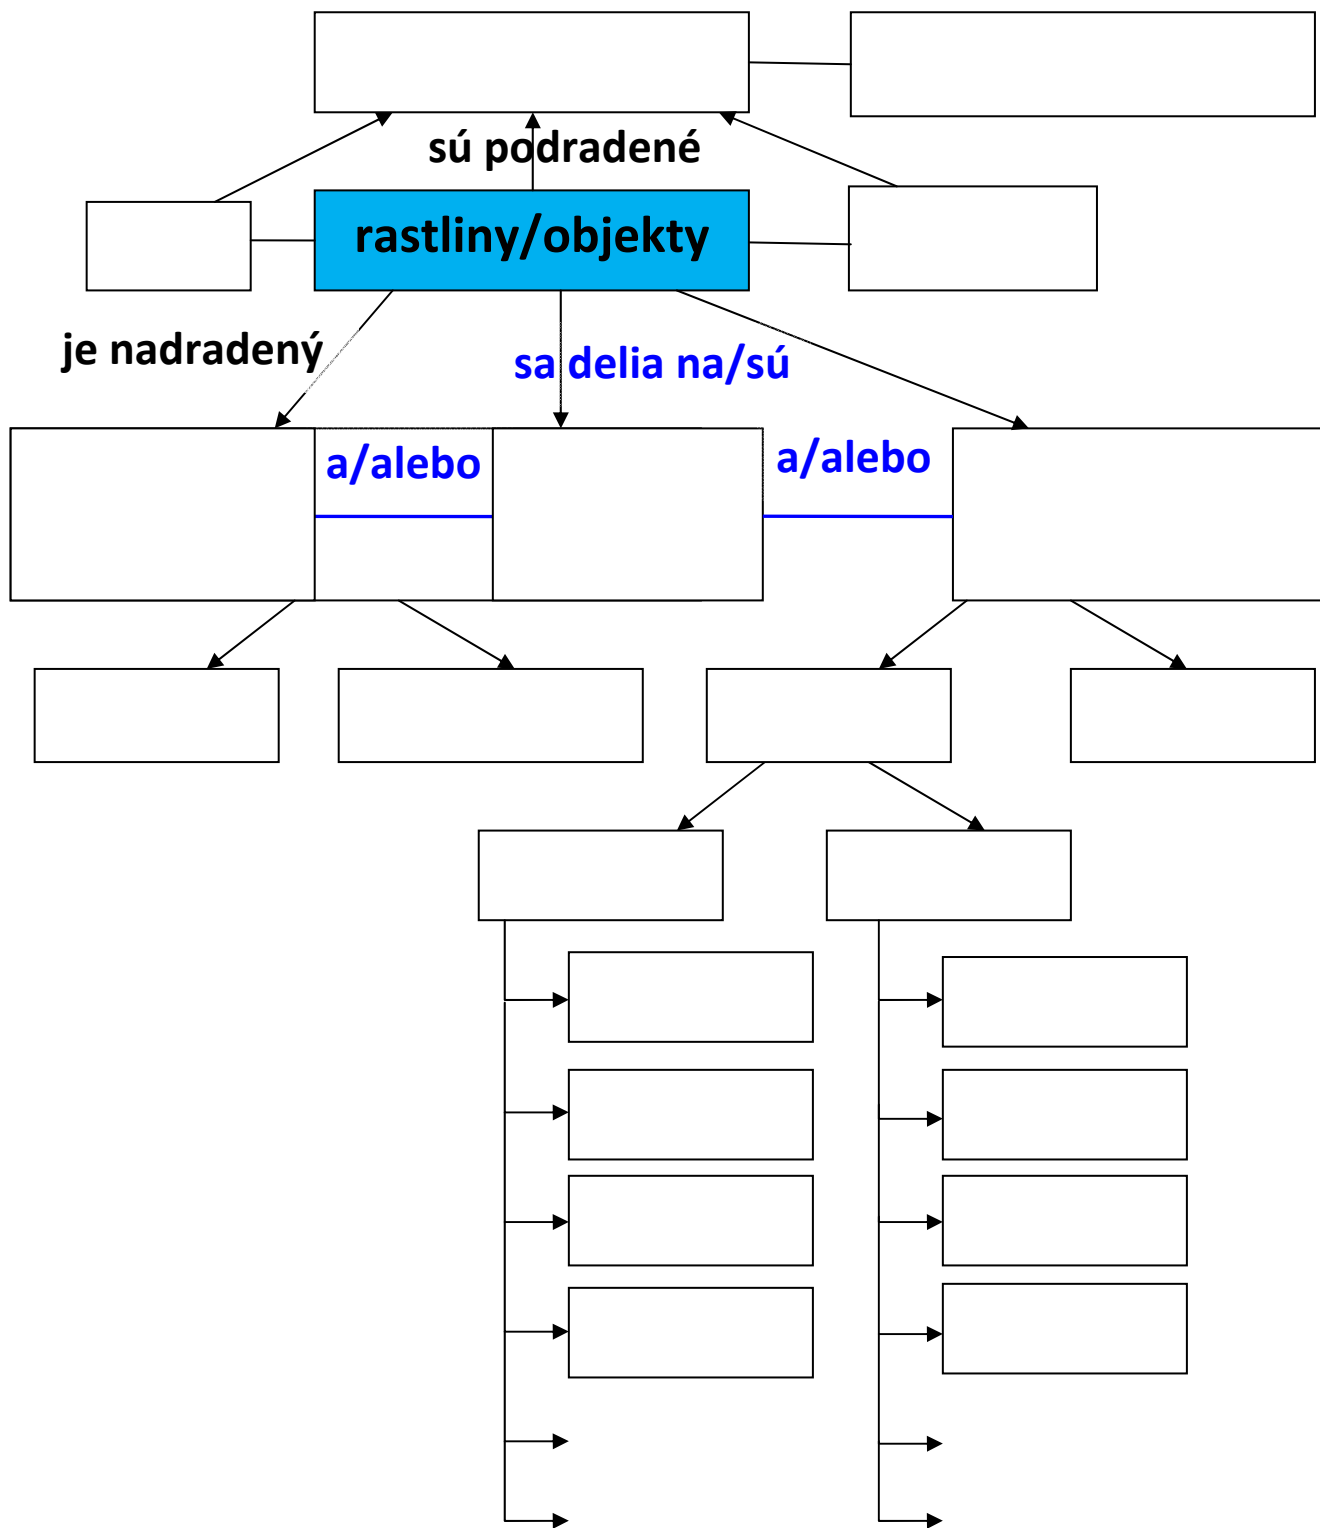 sú podradené
rastliny/objekty
je nadradený
sa delia na/sú
a/alebo
a/alebo